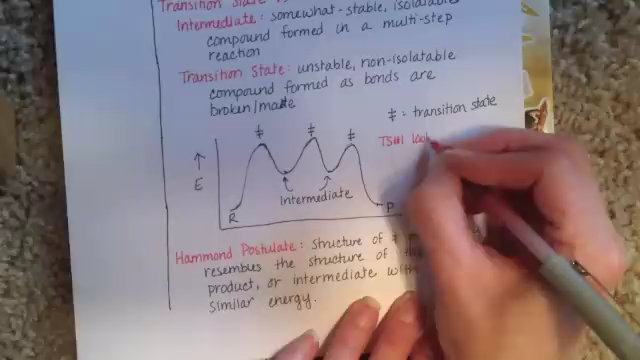 Transition State
Intermediate: somewhat-stable, isolatable
compound formed in a multi-step
reaction
Transition State: unstable, non-isolatable
compound formed as bonds are
broken/made
‡ = transition state
‡ ‡ ‡
TS#1 look
↑
E
Intermediate
R
P
Hammond Postulate: Structure of ‡
resembles the structure of
product, or intermediate with
similar energy.